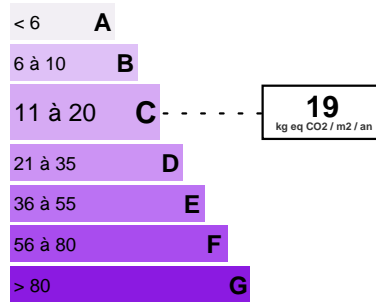 < 6 A
6 à 10 B
11 à 20 C
19
kg eq CO2 / m2 / an
21 à 35 D
36 à 55 E
56 à 80 F
> 80 G